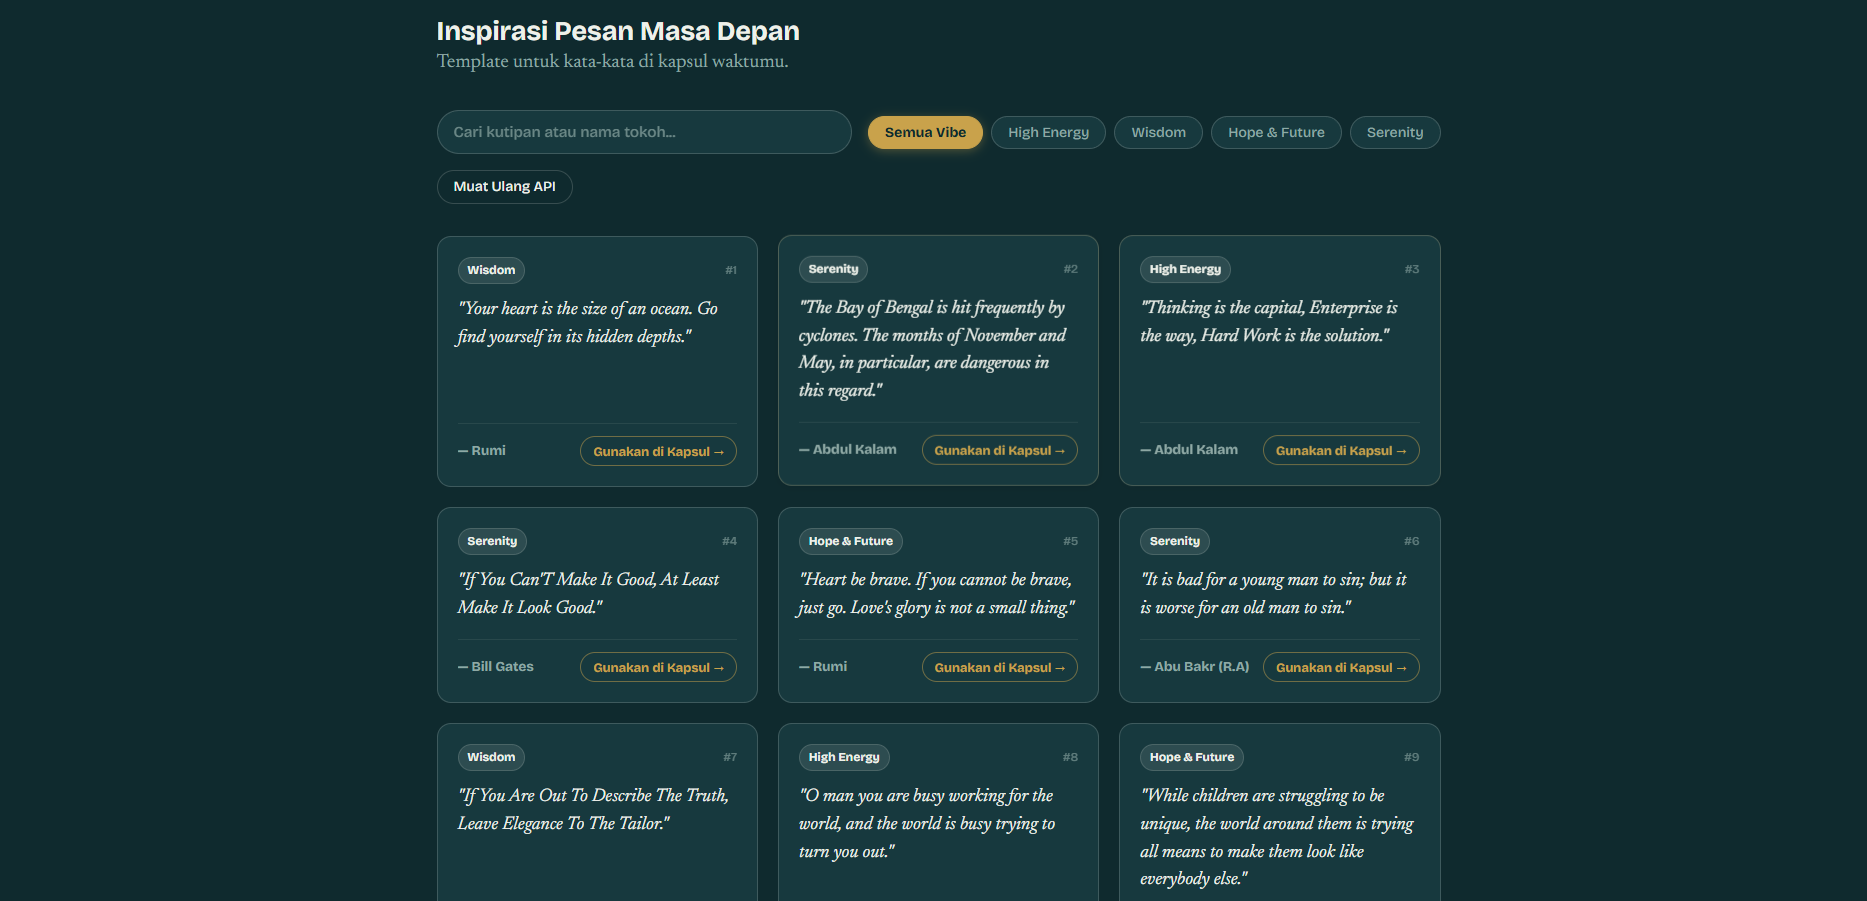 Inspirasi Pesan Masa Depan
Template untuk kata-kata di kapsul waktumu.
Cari kutipan atau nama tokoh...
Semua Vibe
High Energy
Wisdom
Hope & Future
Serenity
Muat Ulang API
Wisdom
#1
"Your heart is the size of an ocean. Go
find yourself in its hidden depths."
— Rumi
Gunakan di Kapsul →
Serenity
#2
"The Bay of Bengal is hit frequently by
cyclones. The months of November and
May, in particular, are dangerous in
this regard."
— Abdul Kalam
Gunakan di Kapsul →
High Energy
#3
"Thinking is the capital, Enterprise is
the way, Hard Work is the solution."
— Abdul Kalam
Gunakan di Kapsul →
Serenity
#4
"If You Can'T Make It Good, At Least
Make It Look Good."
— Bill Gates
Gunakan di Kapsul →
Hope & Future
#5
"Heart be brave. If you cannot be brave,
just go. Love's glory is not a small thing."
— Rumi
Gunakan di Kapsul →
Serenity
#6
"It is bad for a young man to sin; but it
is worse for an old man to sin."
— Abu Bakr (R.A)
Gunakan di Kapsul →
Wisdom
#7
"If You Are Out To Describe The Truth,
Leave Elegance To The Tailor."
High Energy
#8
"O man you are busy working for the
world, and the world is busy trying to
turn you out."
Hope & Future
#9
"While children are struggling to be
unique, the world around them is trying
all means to make them look like
everybody else."